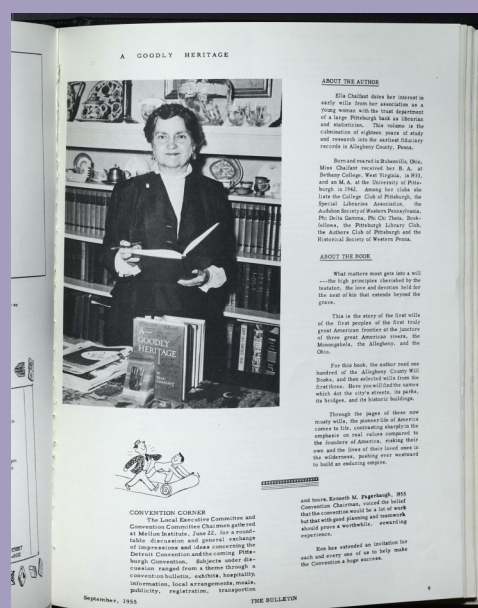 A GOODLY HERITAGE
A
GOODLY
HERITAGE
ABOUT THE AUTHOR
Ella Chalfant dates her interest in
early wills from her association as a
young woman with the trust department
of a large Pittsburgh bank as librarian
and statistician. This volume is the
culmination of eighteen years of study
and research into the earliest fiduciary
records in Allegheny County, Penna.
Born and reared in Stubenville, Ohio,
Miss Chalfant received her B. A. at
Bethany College, West Virginia, in 1933,
and an M. A. at the University of Pitts-
burgh in 1942. Among her clubs she
lists the College Club of Pittsburgh, the
Special Libraries Association, the
Audubon Society of Western Pennsylvania,
Phi Delta Gamma, Phi Chi Theta, Book-
fellows, the Pittsburgh Library Club,
the Authors Club of Pittsburgh and the
Historical Society of Western Penna.
ABOUT THE BOOK
What matters most gets into a will
---the high principles cherished by the
testator, the love and devotion held for
the next of kin that extends beyond the
grave.
This is the story of the first wills
of the first peoples of the first truly
great American frontier at the juncture
of three great American rivers, the
Monongahela, the Allegheny, and the
Ohio.
For this book, the author read one
hundred of the Allegheny County Will
Books, and then selected wills from the
first three. Here you will find the names
which dot the city's streets, its parks,
its bridges, and its historic buildings.
Through the pages of these now
musty wills, the pioneer life of America
comes to life, contrasting sharply in the
emphasis on real values compared to
the founders of America, risking their
own and the lives of their loved ones in
the wilderness, pushing ever westward
to build an enduring empire.
CONVENTION CORNER
The Local Executive Committee and
Convention Committee Chairmen gathered
at Mellon Institute, June 22, for a round-
table discussion and general exchange
of impressions and ideas concerning the
Detroit Convention and the coming Pitts-
burgh Convention. Subjects under dis-
cussion ranged from a theme through a
convention bulletin, exhibits, hospitality,
information, local arrangements, meals,
publicity, registration, transportion
and tours. Kenneth M. Fagerhaugh, 1955
Convention Chairman, voiced the belief
that the convention would be a lot of work
but that with good planning and teamwork
should prove a worthwhile, rewarding
experience.
Ken has extended an invitation for
each and every one of us to help make
the Convention a huge success.
September, 1955
THE BULLETIN
9